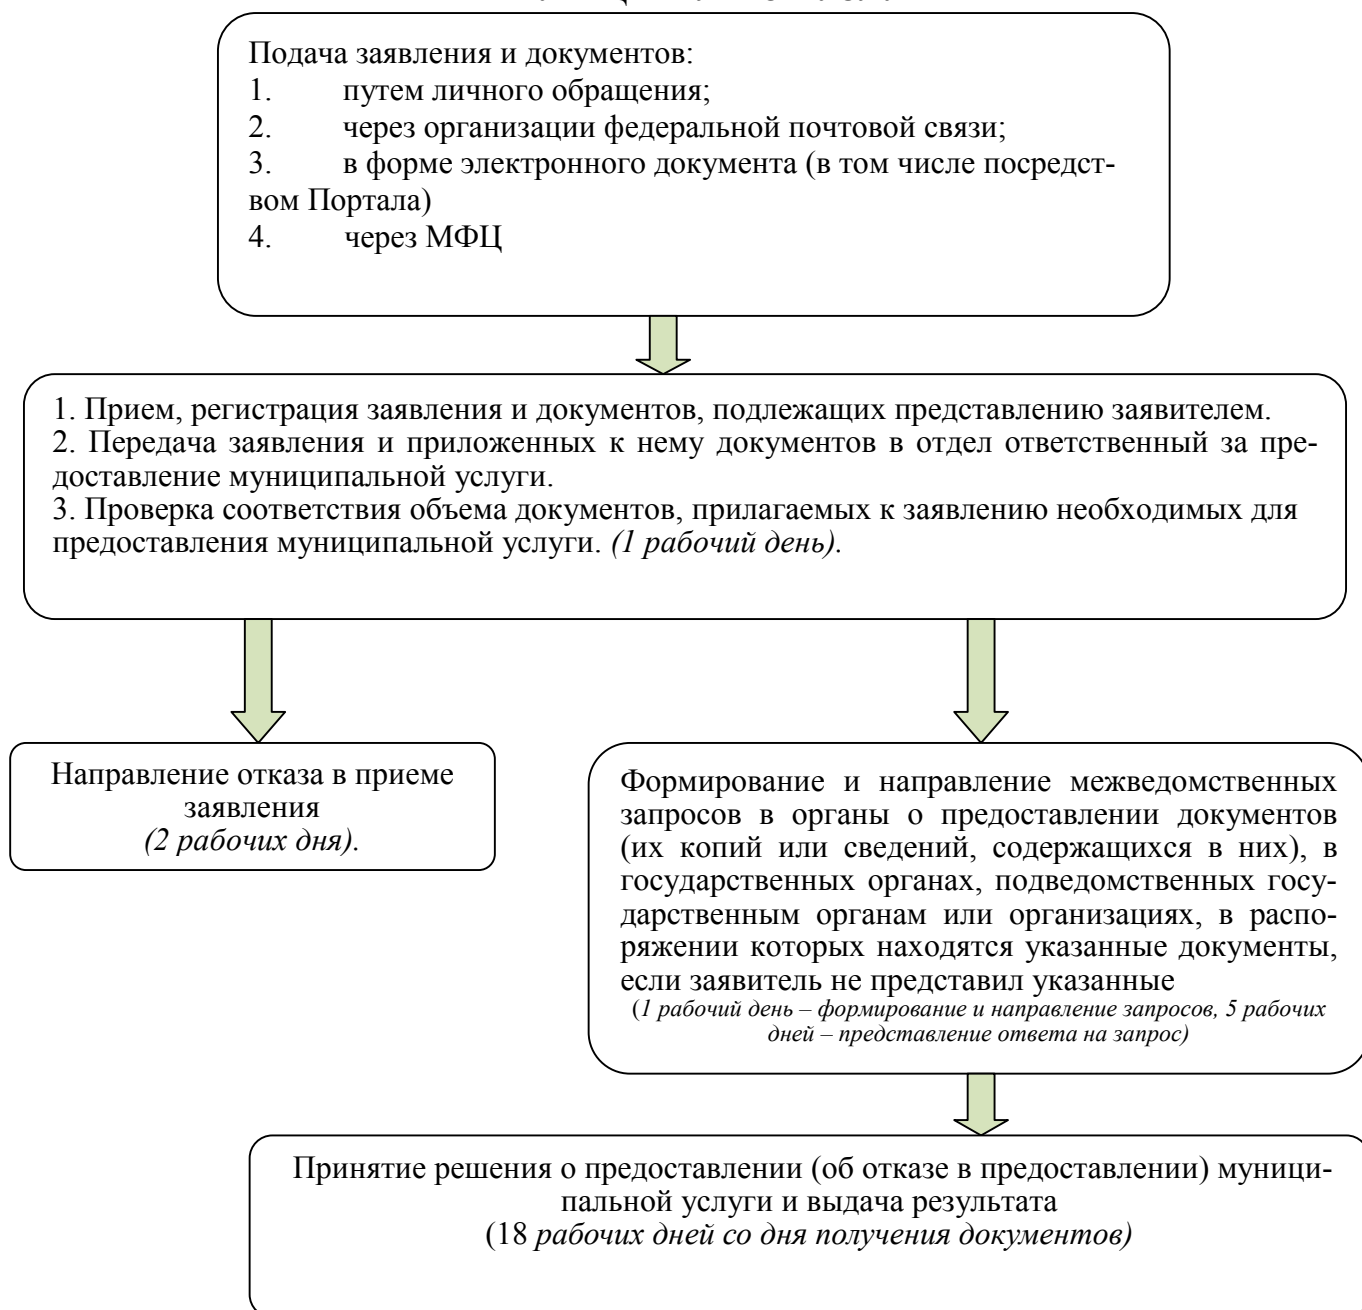 Подача заявления и документов:
1. путем личного обращения;
2. через организации федеральной почтовой связи;
3. в форме электронного документа (в том числе посредст-
вом Портала)
4. через МФЦ
1. Прием, регистрация заявления и документов, подлежащих представлению заявителем.
2. Передача заявления и приложенных к нему документов в отдел ответственный за пре-
доставление муниципальной услуги.
3. Проверка соответствия объема документов, прилагаемых к заявлению необходимых для
предоставления муниципальной услуги. (1 рабочий день).
Направление отказа в приеме
заявления
(2 рабочих дня).
Формирование и направление межведомственных
запросов в органы о предоставлении документов
(их копий или сведений, содержащихся в них), в
государственных органах, подведомственных госу-
дарственным органам или организациях, в распо-
ряжении которых находятся указанные документы,
если заявитель не представил указанные
(1 рабочий день – формирование и направление запросов, 5 рабочих
дней – представление ответа на запрос)
Принятие решения о предоставлении (об отказе в предоставлении) муници-
пальной услуги и выдача результата
(18 рабочих дней со дня получения документов)